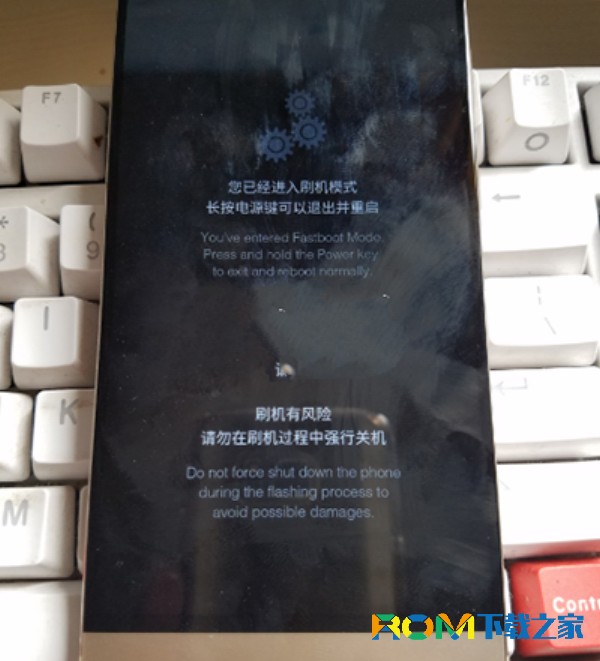 F7
F12
您已经进入刷机模式
长按电源键可以退出并重启
You've entered Fastboot Mode.
Press and hold the Power key
to exit and reboot normally.
*
8
(
9
I
K
M
刷机有风险
请勿在刷机过程中强行关机
Do not force shut down the phone
during the flashing process to
avoid possible damages.
Contr
ROM下载之家